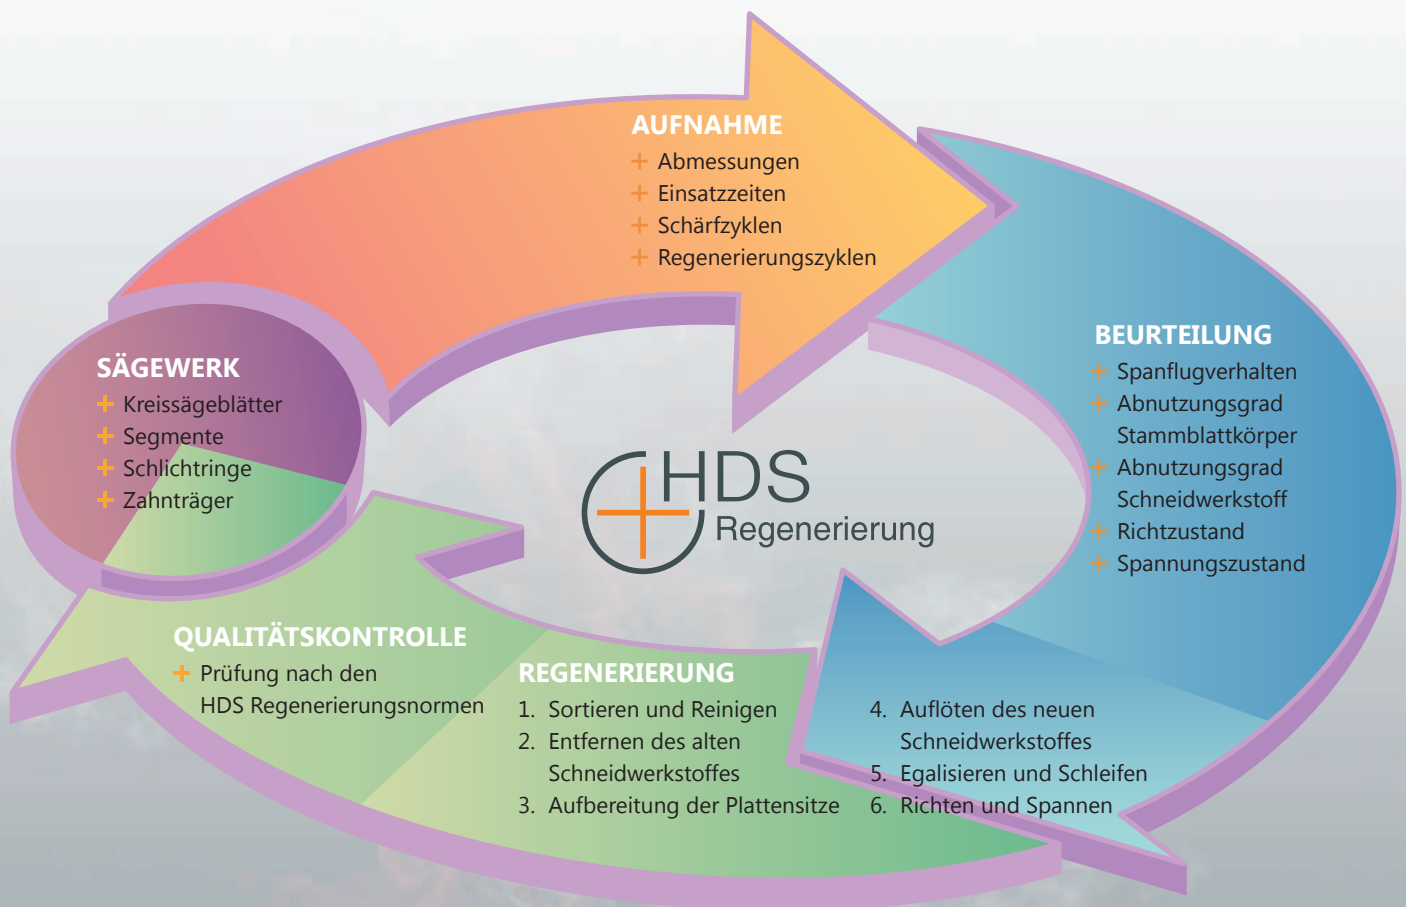 AUFNAHME
+ Abmessungen
+ Einsatzzeiten
+ Schärfzyklen
+ Regenerierungszyklen
BEURTEILUNG
+ Spanflugverhalten
+ Abnutzungsgrad
Stammblattkörper
+ Abnutzungsgrad
Schneidwerkstoff
+ Richtzustand
+ Spannungszustand
SÄGEWERK
+ Kreissägeblätter
+ Segmente
+ Schlichtringe
+ Zahnträger
HDS
Regenerierung
QUALITÄTSKONTROLLE
+ Prüfung nach den
HDS Regenerierungsnormen
REGENERIERUNG
1. Sortieren und Reinigen
2. Entfernen des alten
Schneidwerkstoffes
3. Aufbereitung der Plattensitze
4. Auflöten des neuen
Schneidwerkstoffes
5. Egalisieren und Schleifen
6. Richten und Spannen